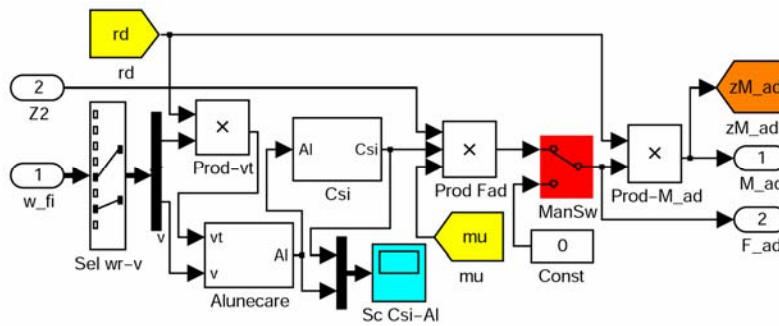 rd
rd
2
Z2
1
w_fi
Sel wr-v
v
×
Prod-vt
vt
v
Al
Alunecare
Al
Csi
Csi
Sc Csi-Al
×
Prod Fad
mu
mu
ManSw
0
Const
×
Prod-M_ad
zM_ad
zM_ad
1
M_ad
2
F_ad